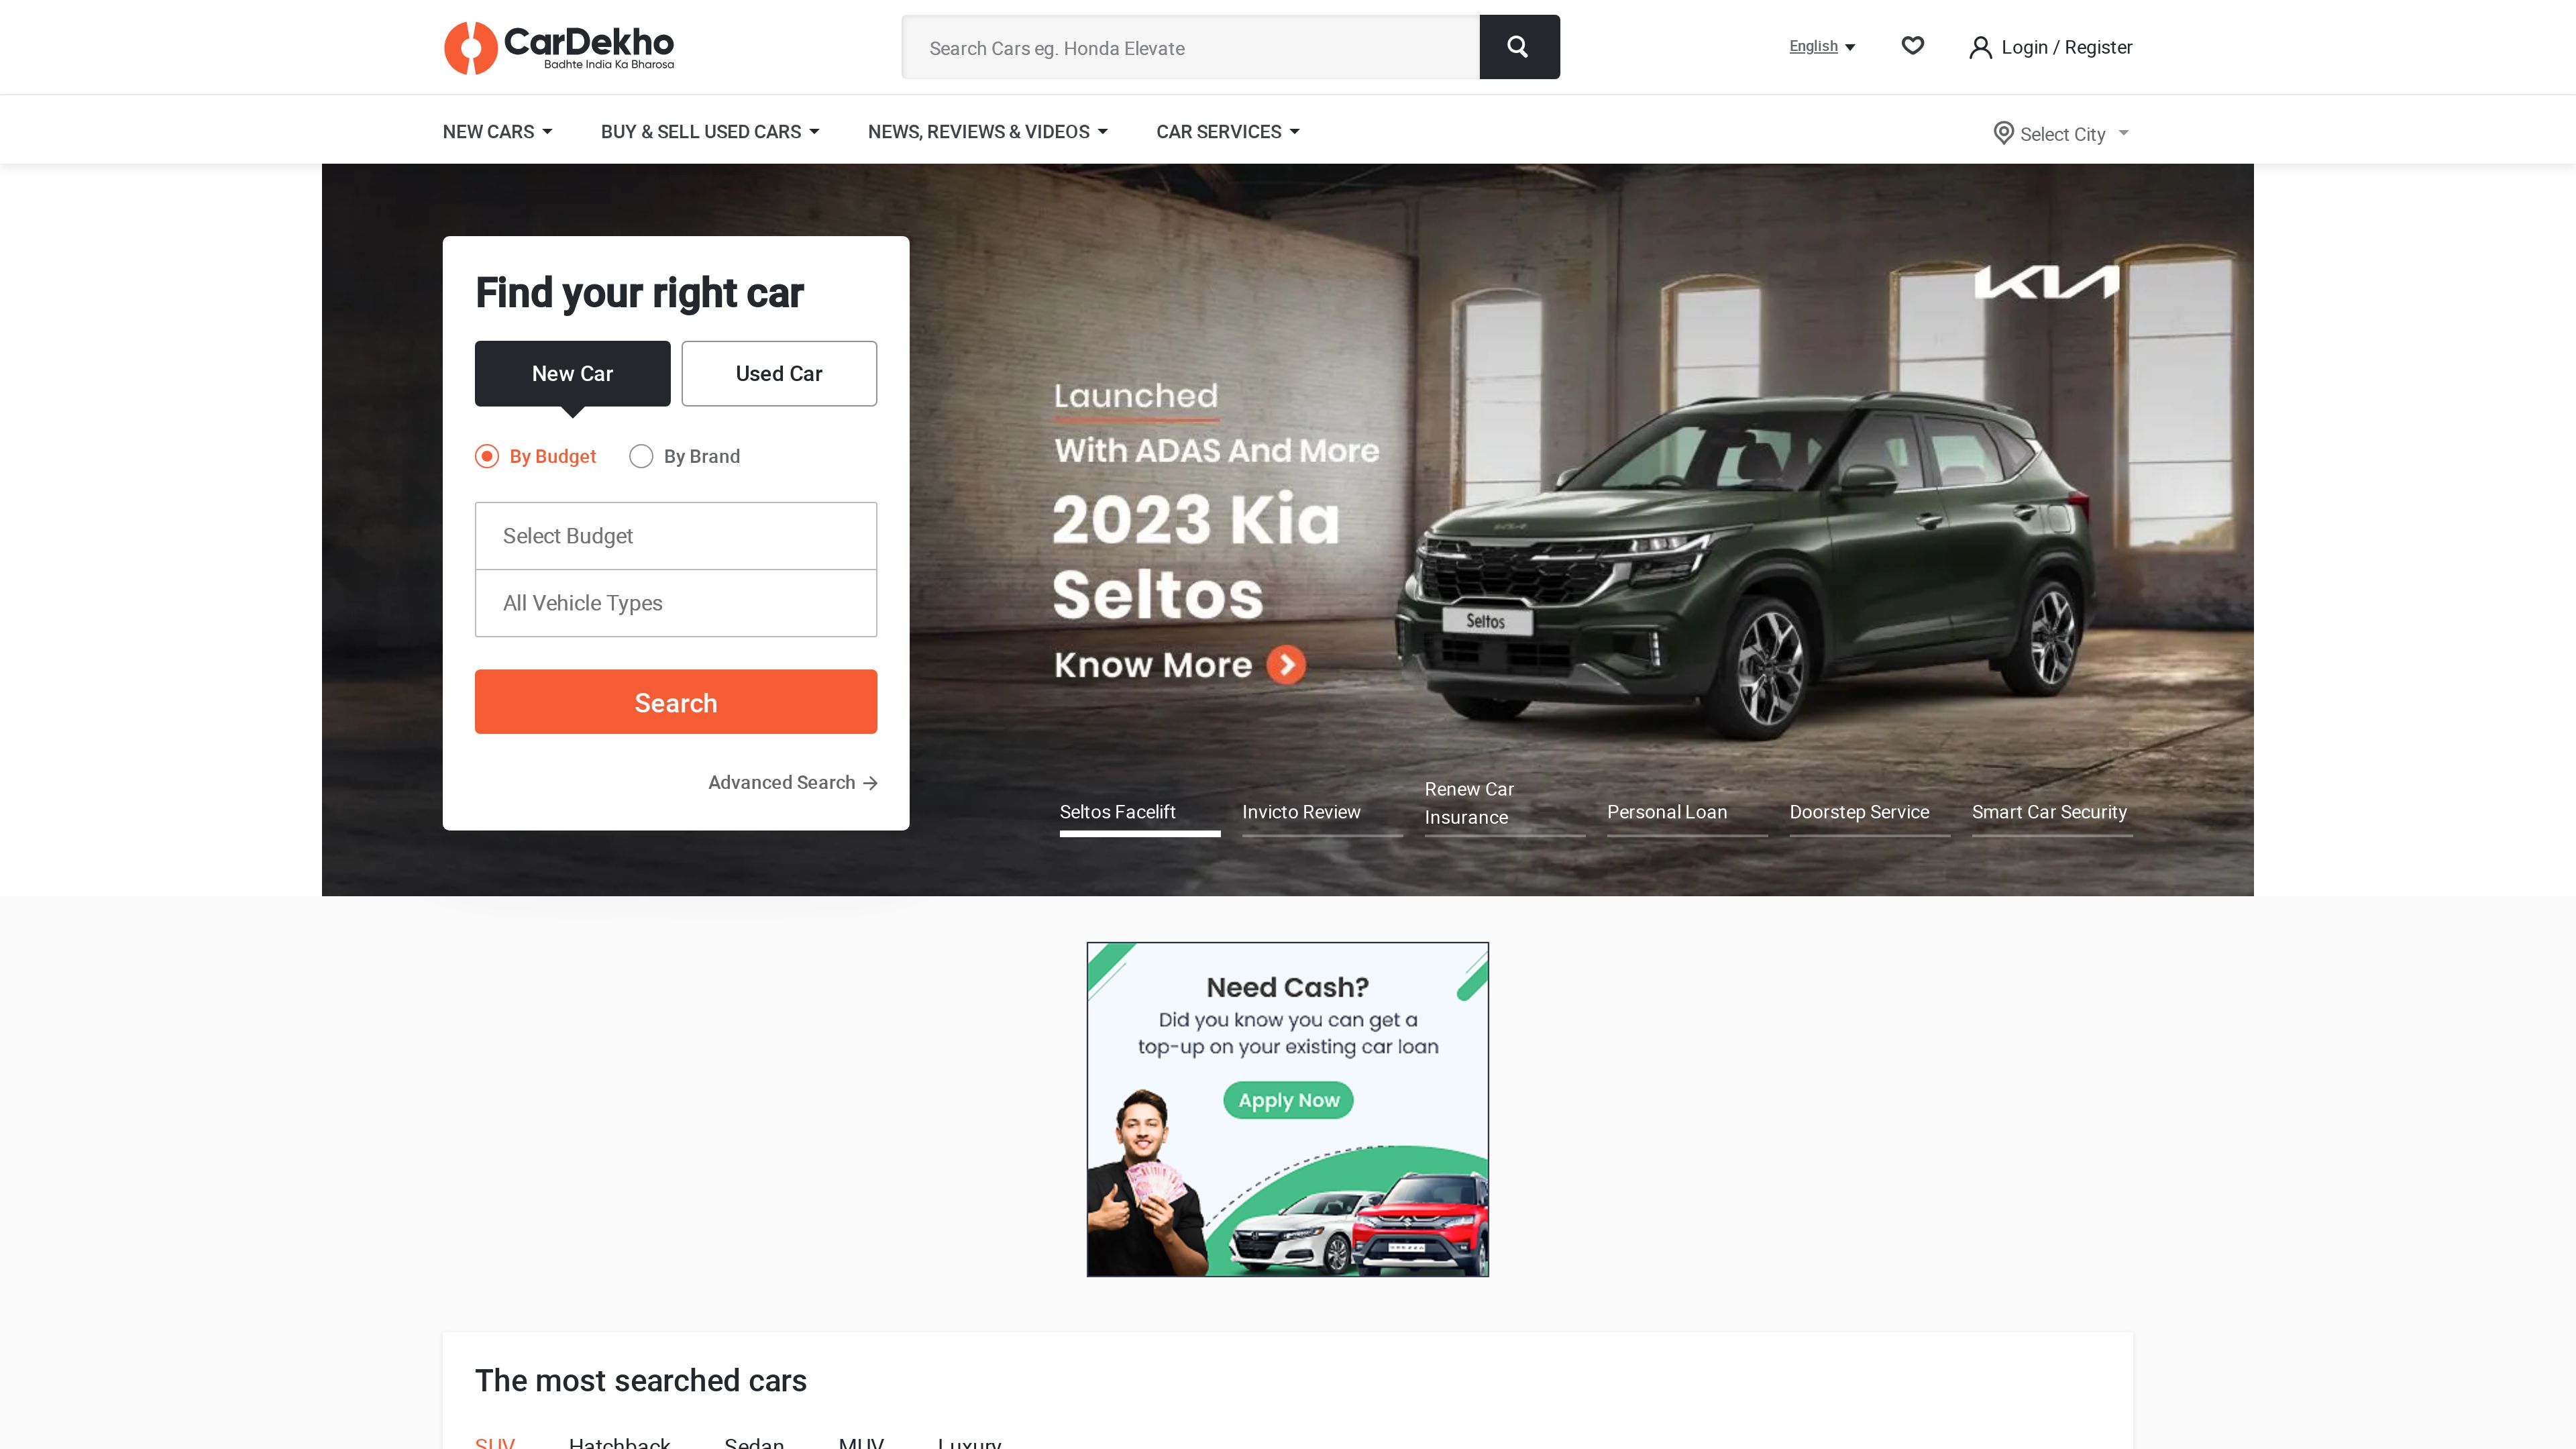 CarDekho
Badhte India Ka Bharosa
Search Cars eg. Honda Elevate
English
Login / Register
NEW CARS
BUY & SELL USED CARS
NEWS, REVIEWS & VIDEOS
CAR SERVICES
Select City
Find your right car
New Car
Used Car
By Budget
By Brand
Select Budget
All Vehicle Types
Search
Advanced Search
KIA
Launched
With ADAS And More
2023 Kia
Seltos
Know More
Seltos
Seltos Facelift
Invicto Review
Renew Car
Insurance
Personal Loan
Doorstep Service
Smart Car Security
Need Cash?
Did you know you can get a
top-up on your existing car loan
Apply Now
The most searched cars
SUV
Hatchback
Sedan
MUV
Luxury